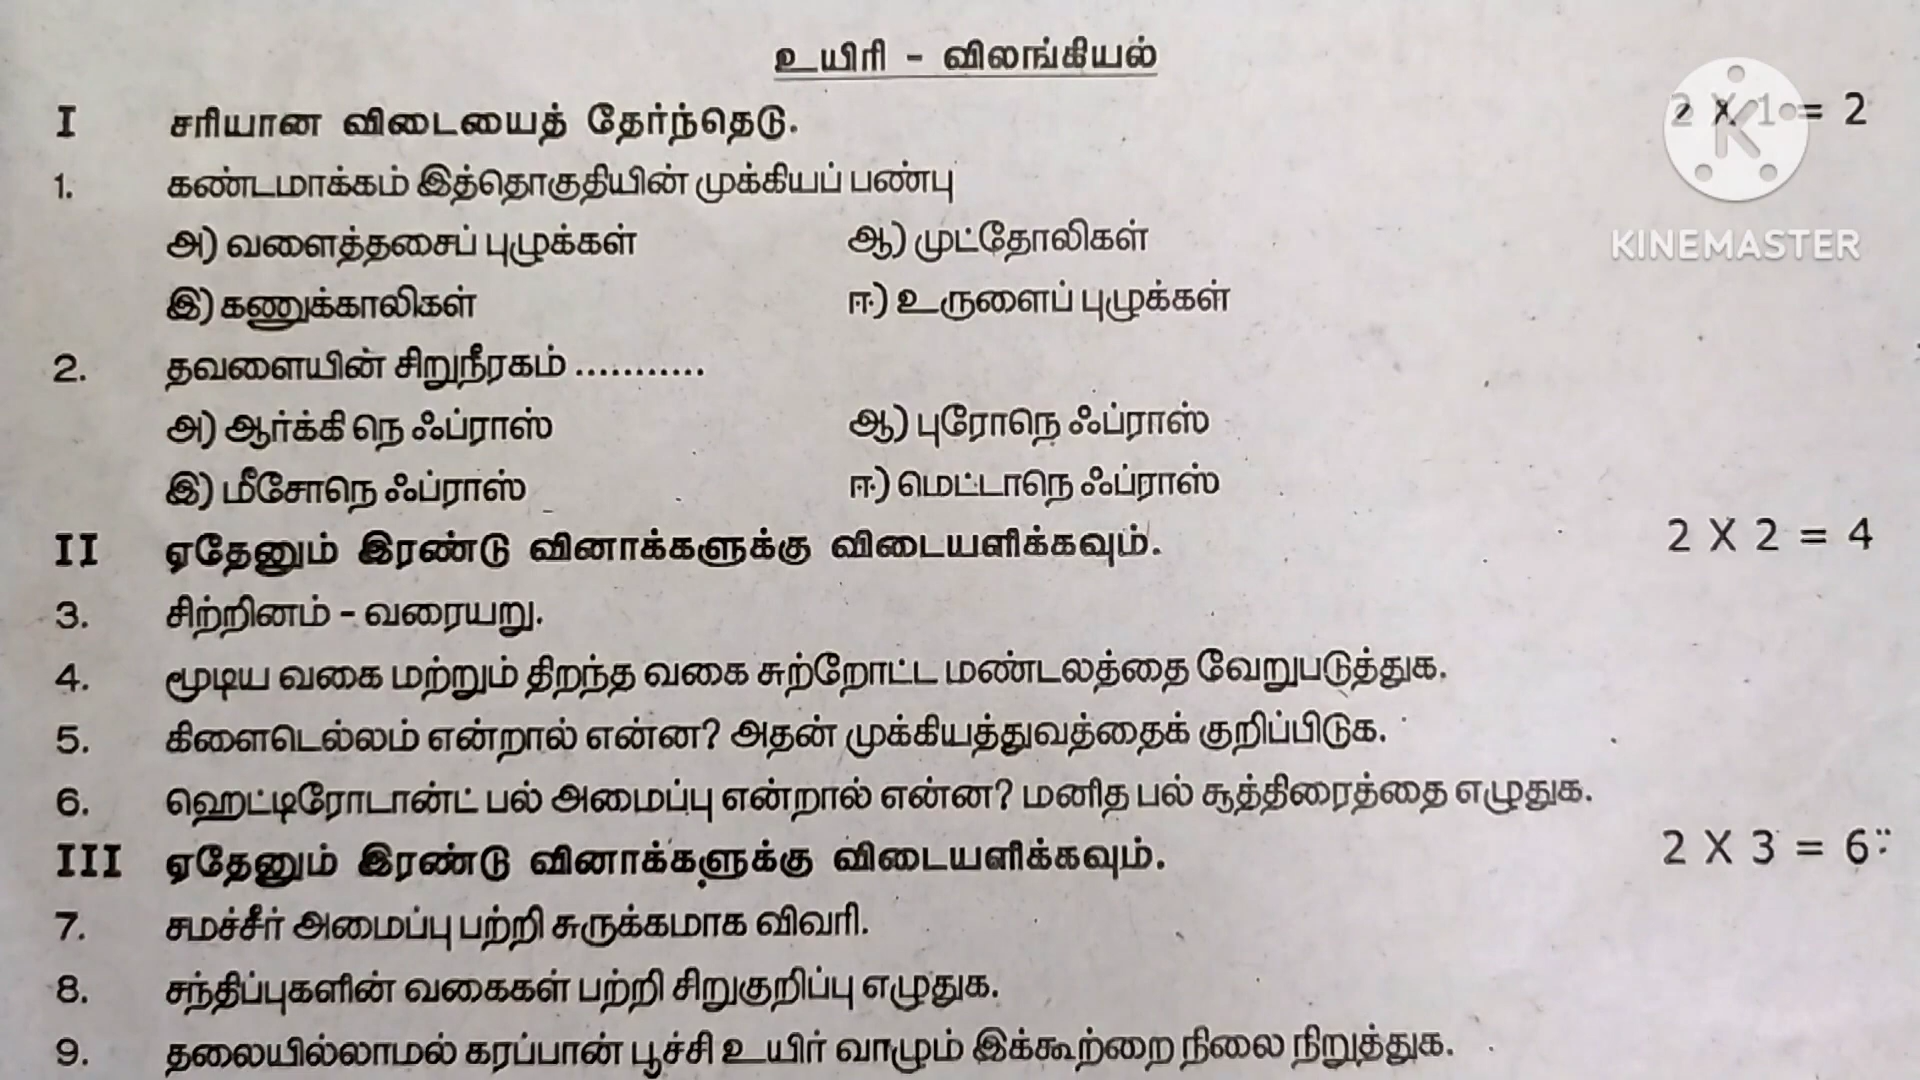 உயிரி - விலங்கியல்
I சரியான விடையைத் தேர்ந்தெடு. 2 X 1 = 2
1. கண்டமாக்கம் இத்தொகுதியின் முக்கியப் பண்பு
KINEMASTER
அ) வளைத்தசைப் புழுக்கள் ஆ) முட்தோலிகள்
இ) கணுக்காலிகள் ஈ) உருளைப் புழுக்கள்
2. தவளையின் சிறுநீரகம் ...........
அ) ஆர்க்கி நெஃப்ராஸ் ஆ) புரோநெஃப்ராஸ்
இ) மீசோநெஃப்ராஸ் ஈ) மெட்டாநெஃப்ராஸ்
II ஏதேனும் இரண்டு வினாக்களுக்கு விடையளிக்கவும். 2 X 2 = 4
3. சிற்றினம் - வரையறு.
4. மூடிய வகை மற்றும் திறந்த வகை சுற்றோட்ட மண்டலத்தை வேறுபடுத்துக.
5. கிளைடெல்லம் என்றால் என்ன? அதன் முக்கியத்துவத்தைக் குறிப்பிடுக.
6. ஹெட்டிரோடான்ட் பல் அமைப்பு என்றால் என்ன? மனித பல் சூத்திரைத்தை எழுதுக.
III ஏதேனும் இரண்டு வினாக்களுக்கு விடையளிக்கவும். 2 X 3 = 6
7. சமச்சீர் அமைப்பு பற்றி சுருக்கமாக விவரி.
8. சந்திப்புகளின் வகைகள் பற்றி சிறுகுறிப்பு எழுதுக.
9. தலையில்லாமல் கரப்பான் பூச்சி உயிர் வாழும் இக்கூற்றை நிலை நிறுத்துக.